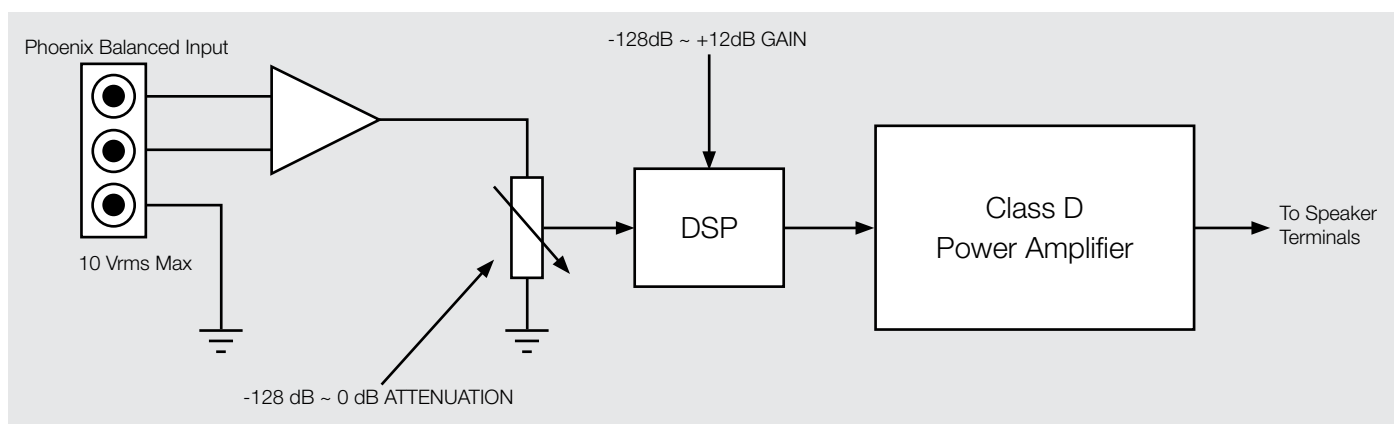 Phoenix Balanced Input
-128dB ~ +12dB GAIN
DSP
Class D
Power Amplifier
To Speaker
Terminals
10 Vrms Max
-128 dB ~ 0 dB ATTENUATION